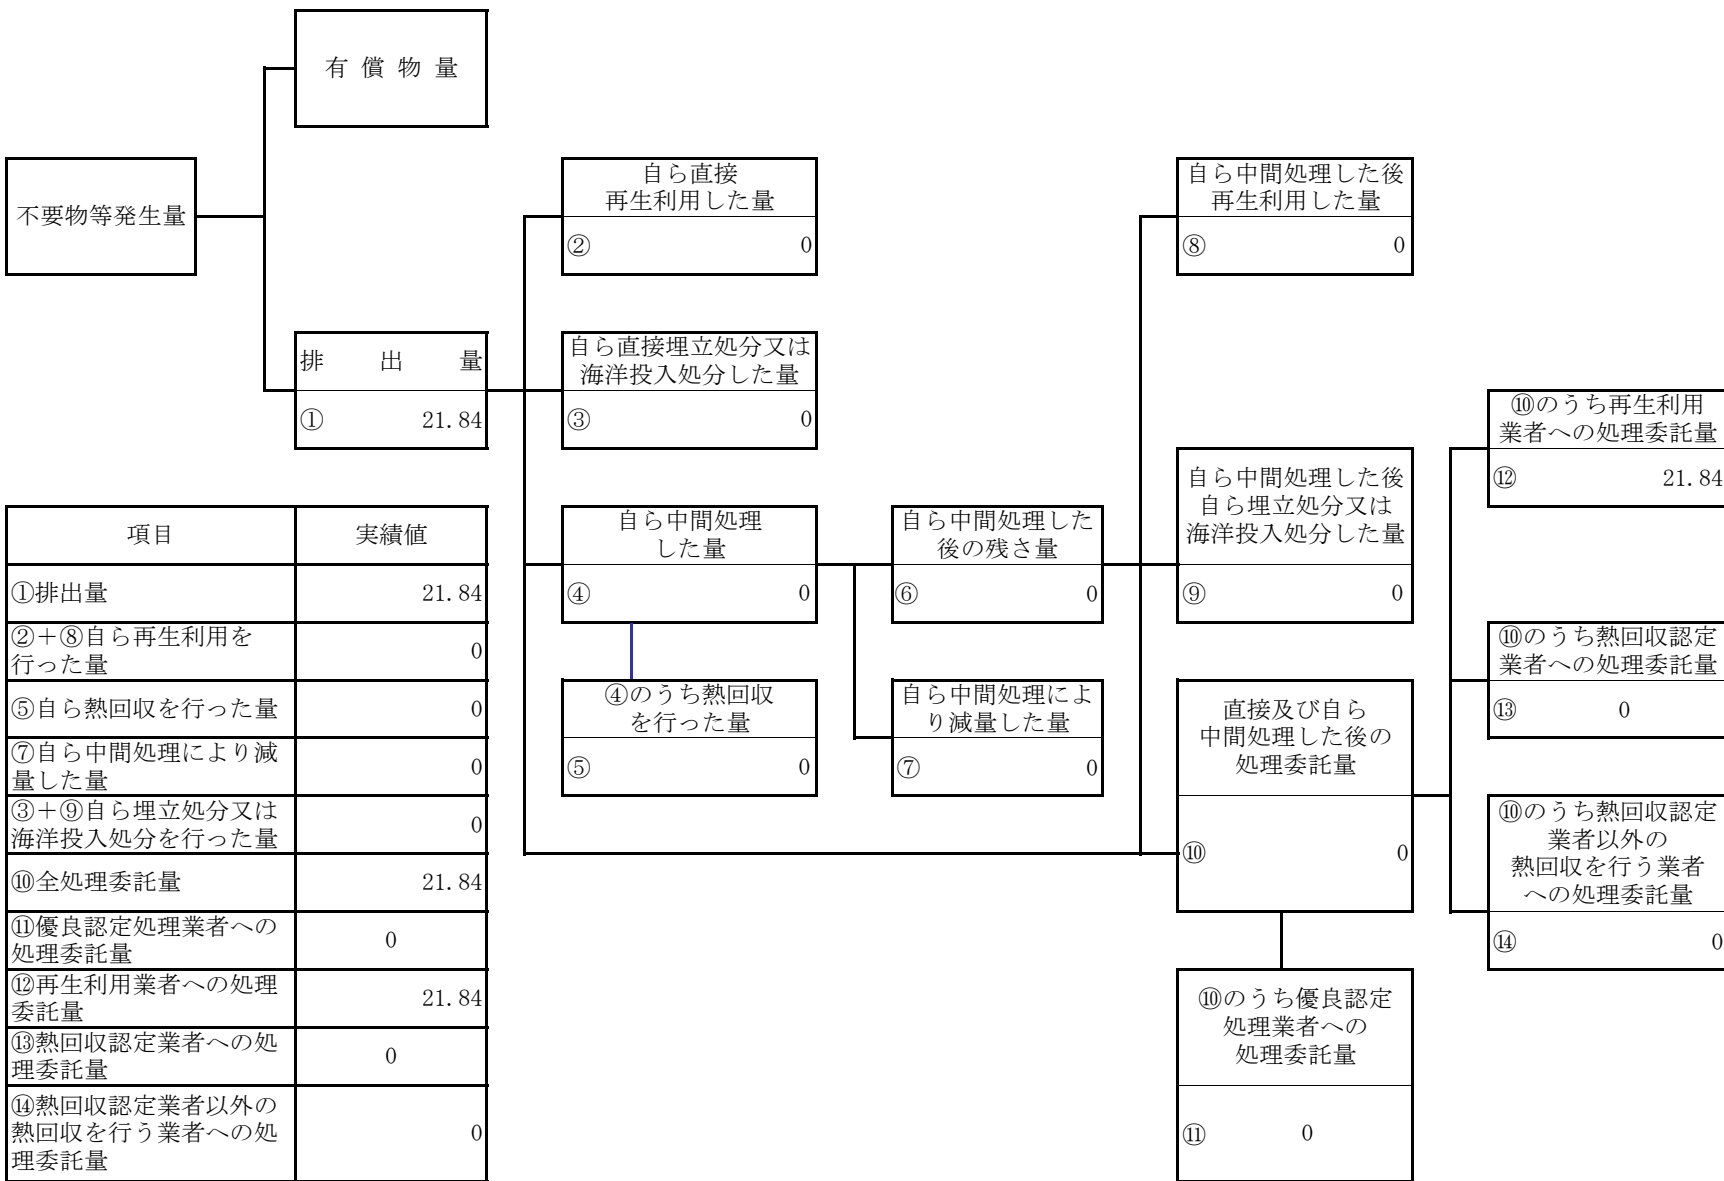 有 償 物 量
不要物等発生量
自ら直接
再生利用した量
② 0
自ら中間処理した後
再生利用した量
⑧ 0
排 出 量
① 21.84
自ら直接埋立処分又は
海洋投入処分した量
③ 0
⑩のうち再生利用
業者への処理委託量
⑫ 21.84
自ら中間処理
した量
④ 0
自ら中間処理した
後の残さ量
⑥ 0
自ら中間処理した後
自ら埋立処分又は
海洋投入処分した量
⑨ 0
⑩のうち熱回収認定
業者への処理委託量
⑬ 0
④のうち熱回収
を行った量
⑤ 0
自ら中間処理によ
り減量した量
⑦ 0
直接及び自ら
中間処理した後の
処理委託量
⑩ 0
⑩のうち熱回収認定
業者以外の
熱回収を行う業者
への処理委託量
⑭ 0
⑩のうち優良認定
処理業者への
処理委託量
⑪ 0
項目 実績値
①排出量 21.84
②+⑧自ら再生利用を
行った量 0
⑤自ら熱回収を行った量 0
⑦自ら中間処理により減
量した量 0
③+⑨自ら埋立処分又は
海洋投入処分を行った量 0
⑩全処理委託量 21.84
⑪優良認定処理業者への
処理委託量 0
⑫再生利用業者への処理
委託量 21.84
⑬熱回収認定業者への処
理委託量 0
⑭熱回収認定業者以外の
熱回収を行う業者への処
理委託量 0